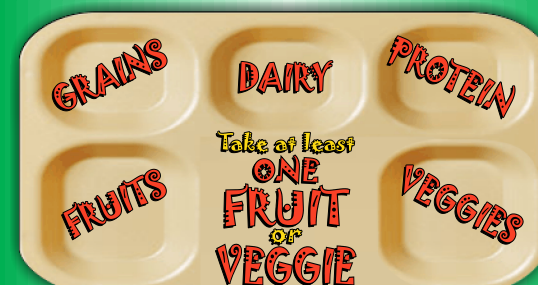 GRAINS
DAIRY
PROTEIN
FRUITS
Take at least
ONE
FRUIT
or
VEGGIE
VEGGIES